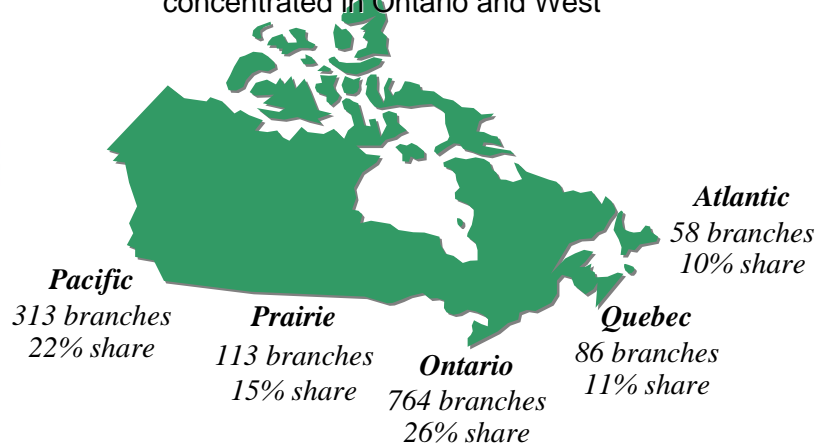 concentrated in Ontario and West
Atlantic
58 branches
10% share
Pacific
313 branches
22% share
Prairie
113 branches
15% share
Ontario
764 branches
26% share
Quebec
86 branches
11% share